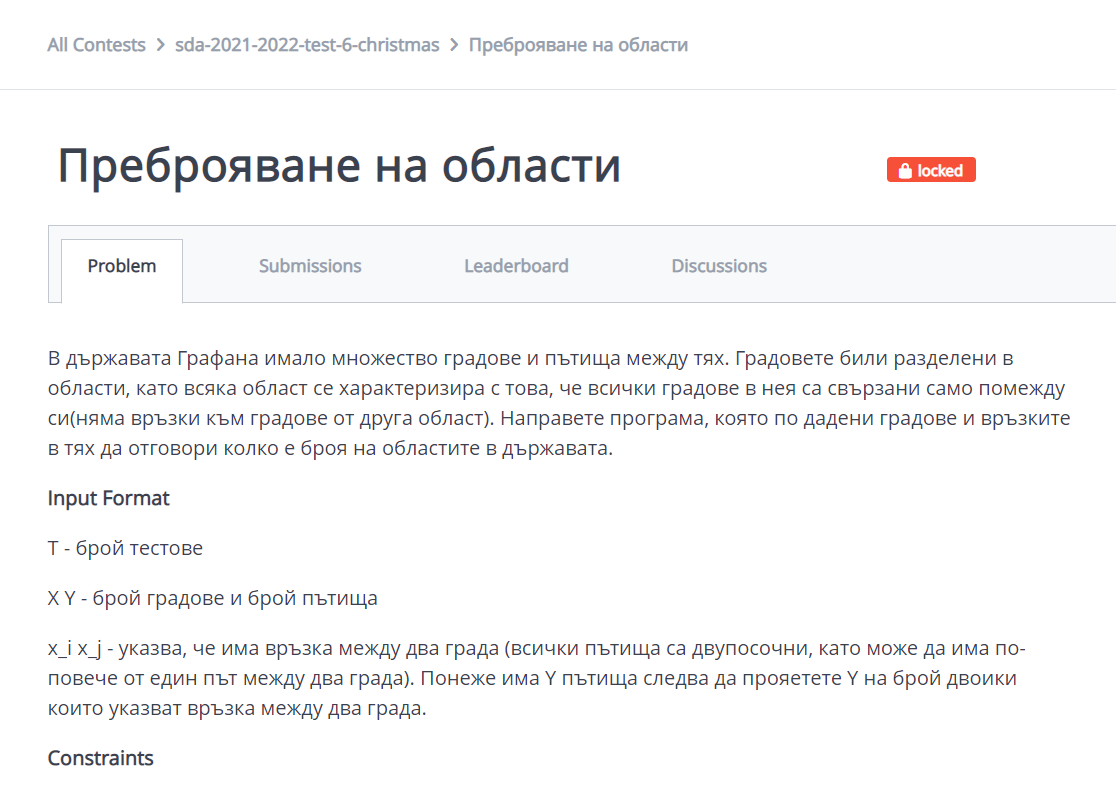 All Contests > sda-2021-2022-test-6-christmas > Преброяване на области
Преброяване на области
locked
Problem
Submissions
Leaderboard
Discussions
В държавата Графана имало множество градове и пътища между тях. Градовете били разделени в
области, като всяка област се характеризира с това, че всички градове в нея са свързани само помежду
си(няма връзки към градове от друга област). Направете програма, която по дадени градове и връзките
в тях да отговори колко е броя на областите в държавата.
Input Format
T - брой тестове
X Y - брой градове и брой пътища
x_i x_j - указва, че има връзка между два града (всички пътища са двупосочни, като може да има по-
повече от един път между два града). Понеже има Y пътища следва да прояетете Y на брой двоики
които указват връзка между два града.
Constraints